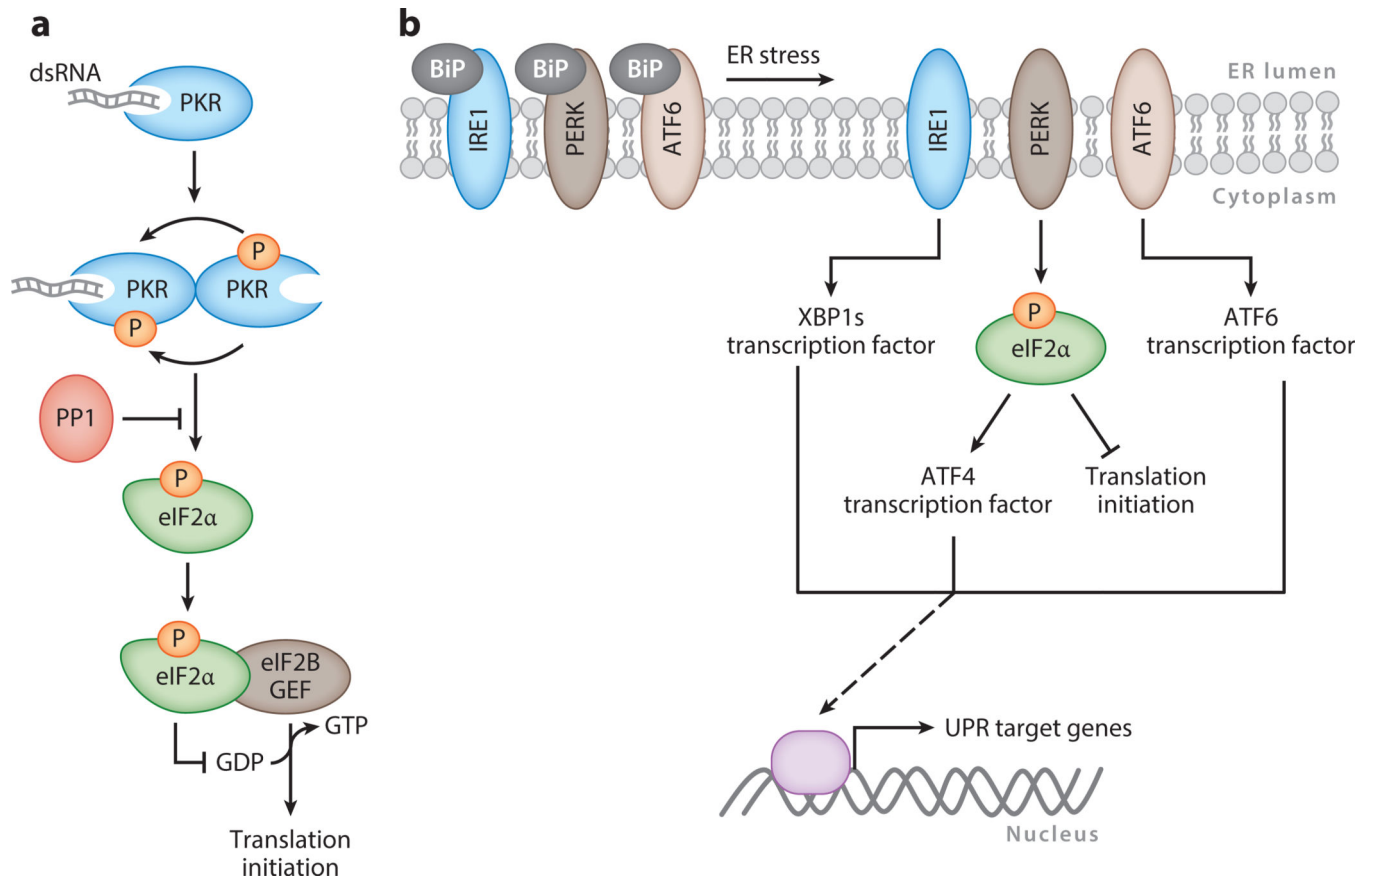 a
dsRNA
PKR
P
PKR
PKR
P
PP1
P
eIF2α
P
eIF2α
eIF2B
GEF
GTP
GDP
Translation
initiation
b
BiP
BiP
BiP
ER stress
ER lumen
IRE1
PERK
ATF6
IRE1
PERK
ATF6
Cytoplasm
XBP1s
transcription factor
P
eIF2α
ATF6
transcription factor
ATF4
transcription factor
Translation
initiation
UPR target genes
Nucleus